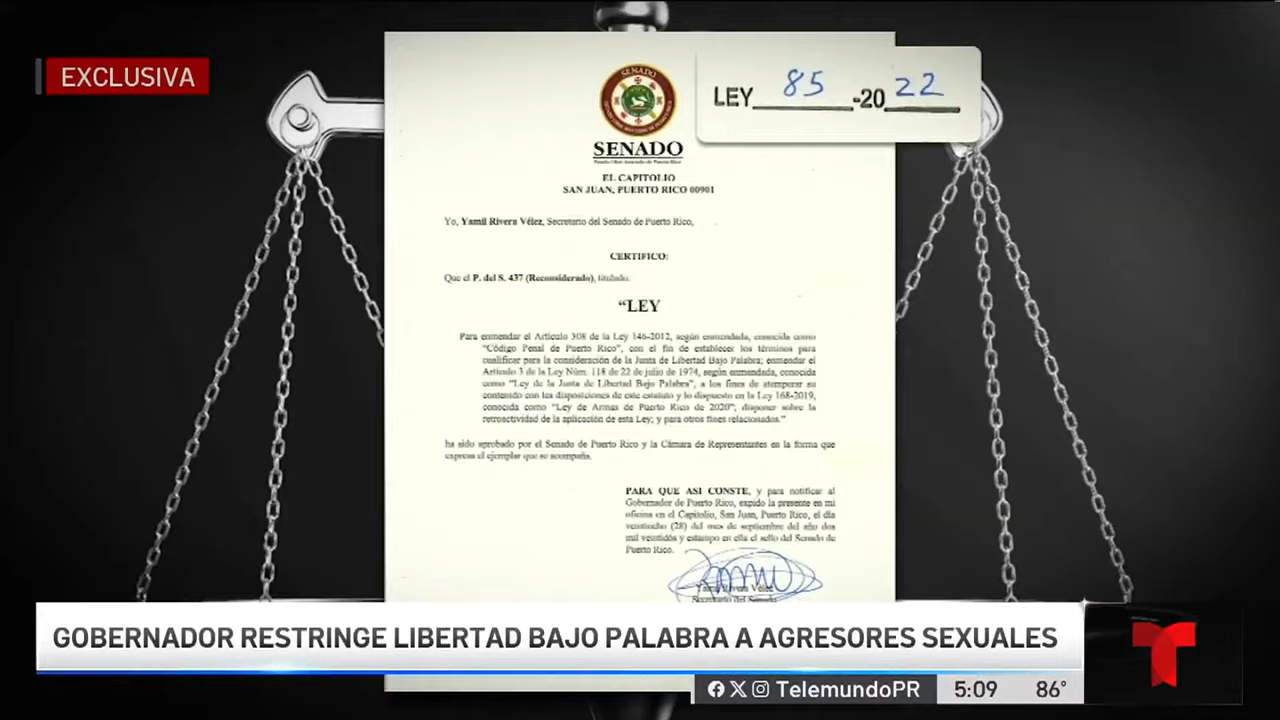 EXCLUSIVA
LEY 85 -20 22
SENADO
SENADO
EL CAPITOLIO
SAN JUAN, PUERTO RICO 00901
Yo, Yamil Rivera Vélez, Secretario del Senado de Puerto Rico,
CERTIFICO:
Que el P. del S. 437 (Reconsiderado), titulado:
“LEY
Para enmendar el Artículo 308 de la Ley 146-2012, según enmendada, conocida como
“Código Penal de Puerto Rico”, con el fin de establecer los términos para
cualificar para la consideración de la Junta de Libertad Bajo Palabra; enmendar el
Artículo 3 de la Ley Núm. 118 de 22 de julio de 1974, según enmendada, conocida
como “Ley de la Junta de Libertad Bajo Palabra”, a los fines de atemperar su
contenido con las disposiciones de este estatuto y lo dispuesto en la Ley 168-2019,
conocida como “Ley de Armas de Puerto Rico de 2020”; disponer sobre la
retroactividad de la aplicación de esta Ley; y para otros fines relacionados.”
ha sido aprobado por el Senado de Puerto Rico y la Cámara de Representantes en la forma que
expresa el ejemplar que se acompaña.
PARA QUE ASI CONSTE, y para notificar al
Gobernador de Puerto Rico, expido la presente en mi
oficina en el Capitolio, San Juan, Puerto Rico, el día
veintiocho (28) del mes de septiembre del año dos
mil veintidós y estampo en ella el sello del Senado de
Puerto Rico.
Yamil Rivera Vélez
Secretario del Senado
GOBERNADOR RESTRINGE LIBERTAD BAJO PALABRA A AGRESORES SEXUALES
TelemundoPR 5:09 86°